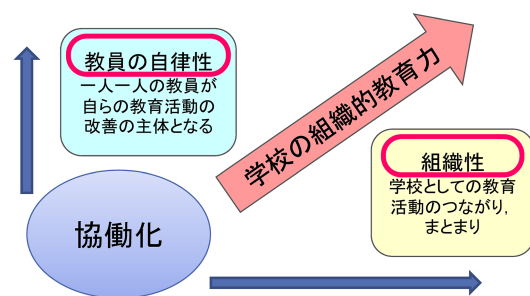 教員の自律性
一人一人の教員が
自らの教育活動の
改善の主体となる
学校の組織的教育力
組織性
学校としての教育
活動のつながり,
まとまり
協働化